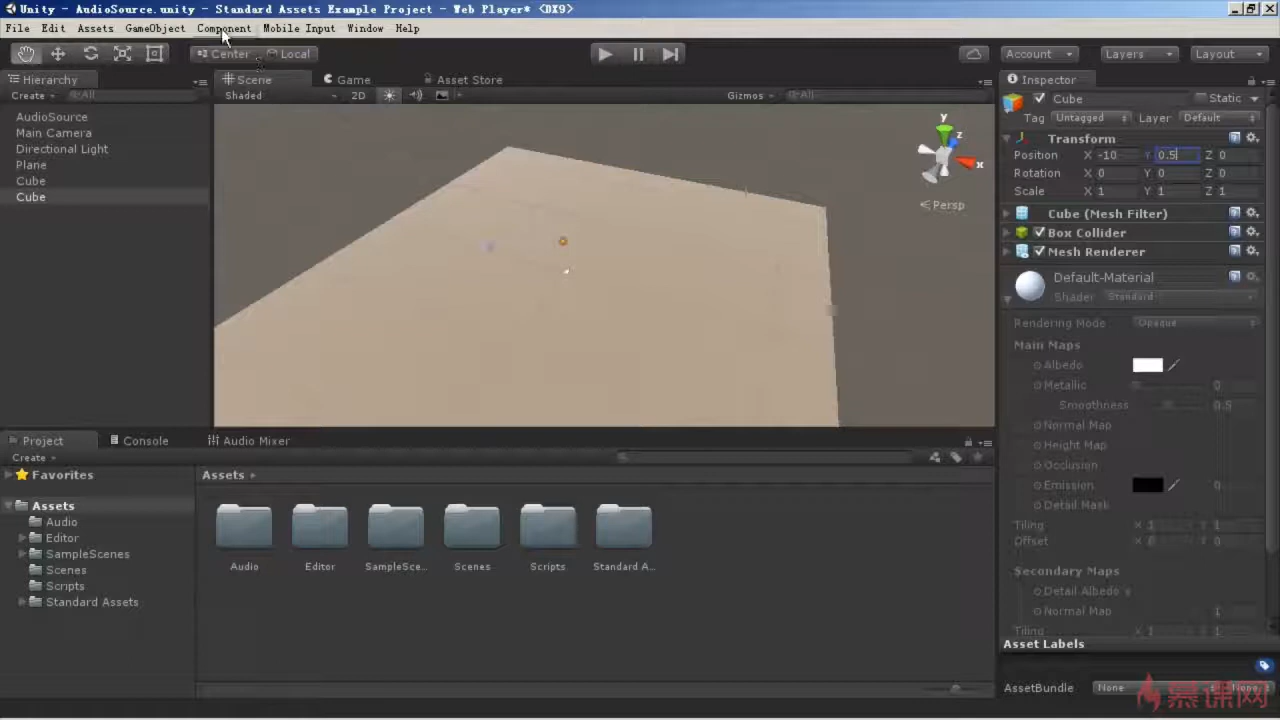 Unity - AudioSource.unity - Standard Assets Example Project - Web Player* <DX9>
File Edit Assets GameObject Component Mobile Input Window Help
Center Local Account Layers Layout
Hierarchy Scene Game Asset Store Inspector
Create All Shaded 2D Gizmos All
Cube Static
Tag Untagged Layer Default
AudioSource
Main Camera
Directional Light
Plane
Cube
Cube
y
z
x
Persp
Transform
Position X -10 Y 0.5 Z 0
Rotation X 0 Y 0 Z 0
Scale X 1 Y 1 Z 1
Cube (Mesh Filter)
Box Collider
Mesh Renderer
Default-Material
Shader Standard
Rendering Mode Opaque
Main Maps
Albedo
Metallic 0
Smoothness 0.5
Normal Map
Height Map
Occlusion
Emission 0
Detail Mask
Tiling X 1 Y 1
Offset X 0 Y 0
Secondary Maps
Detail Albedo x
Normal Map 1
Tiling X 1 Y 1
Asset Labels
AssetBundle None None
Project Console Audio Mixer
Create
Favorites
Assets
Audio
Editor
SampleScenes
Scenes
Scripts
Standard Assets
Assets
Audio Editor SampleSce... Scenes Scripts Standard A...
慕课网